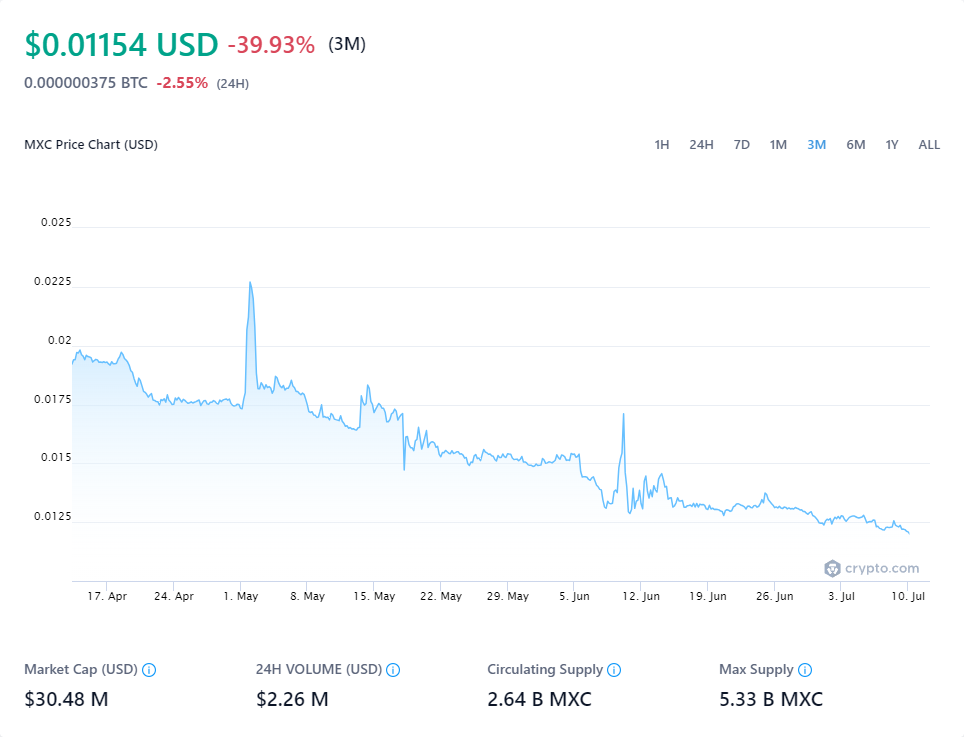 $0.01154 USD -39.93% (3M)
0.000000375 BTC -2.55% (24H)
MXC Price Chart (USD) 1H 24H 7D 1M 3M 6M 1Y ALL
0.025
0.0225
0.02
0.0175
0.015
0.0125
crypto.com
17. Apr 24. Apr 1. May 8. May 15. May 22. May 29. May 5. Jun 12. Jun 19. Jun 26. Jun 3. Jul 10. Jul
Market Cap (USD) 24H VOLUME (USD) Circulating Supply Max Supply
$30.48 M $2.26 M 2.64 B MXC 5.33 B MXC